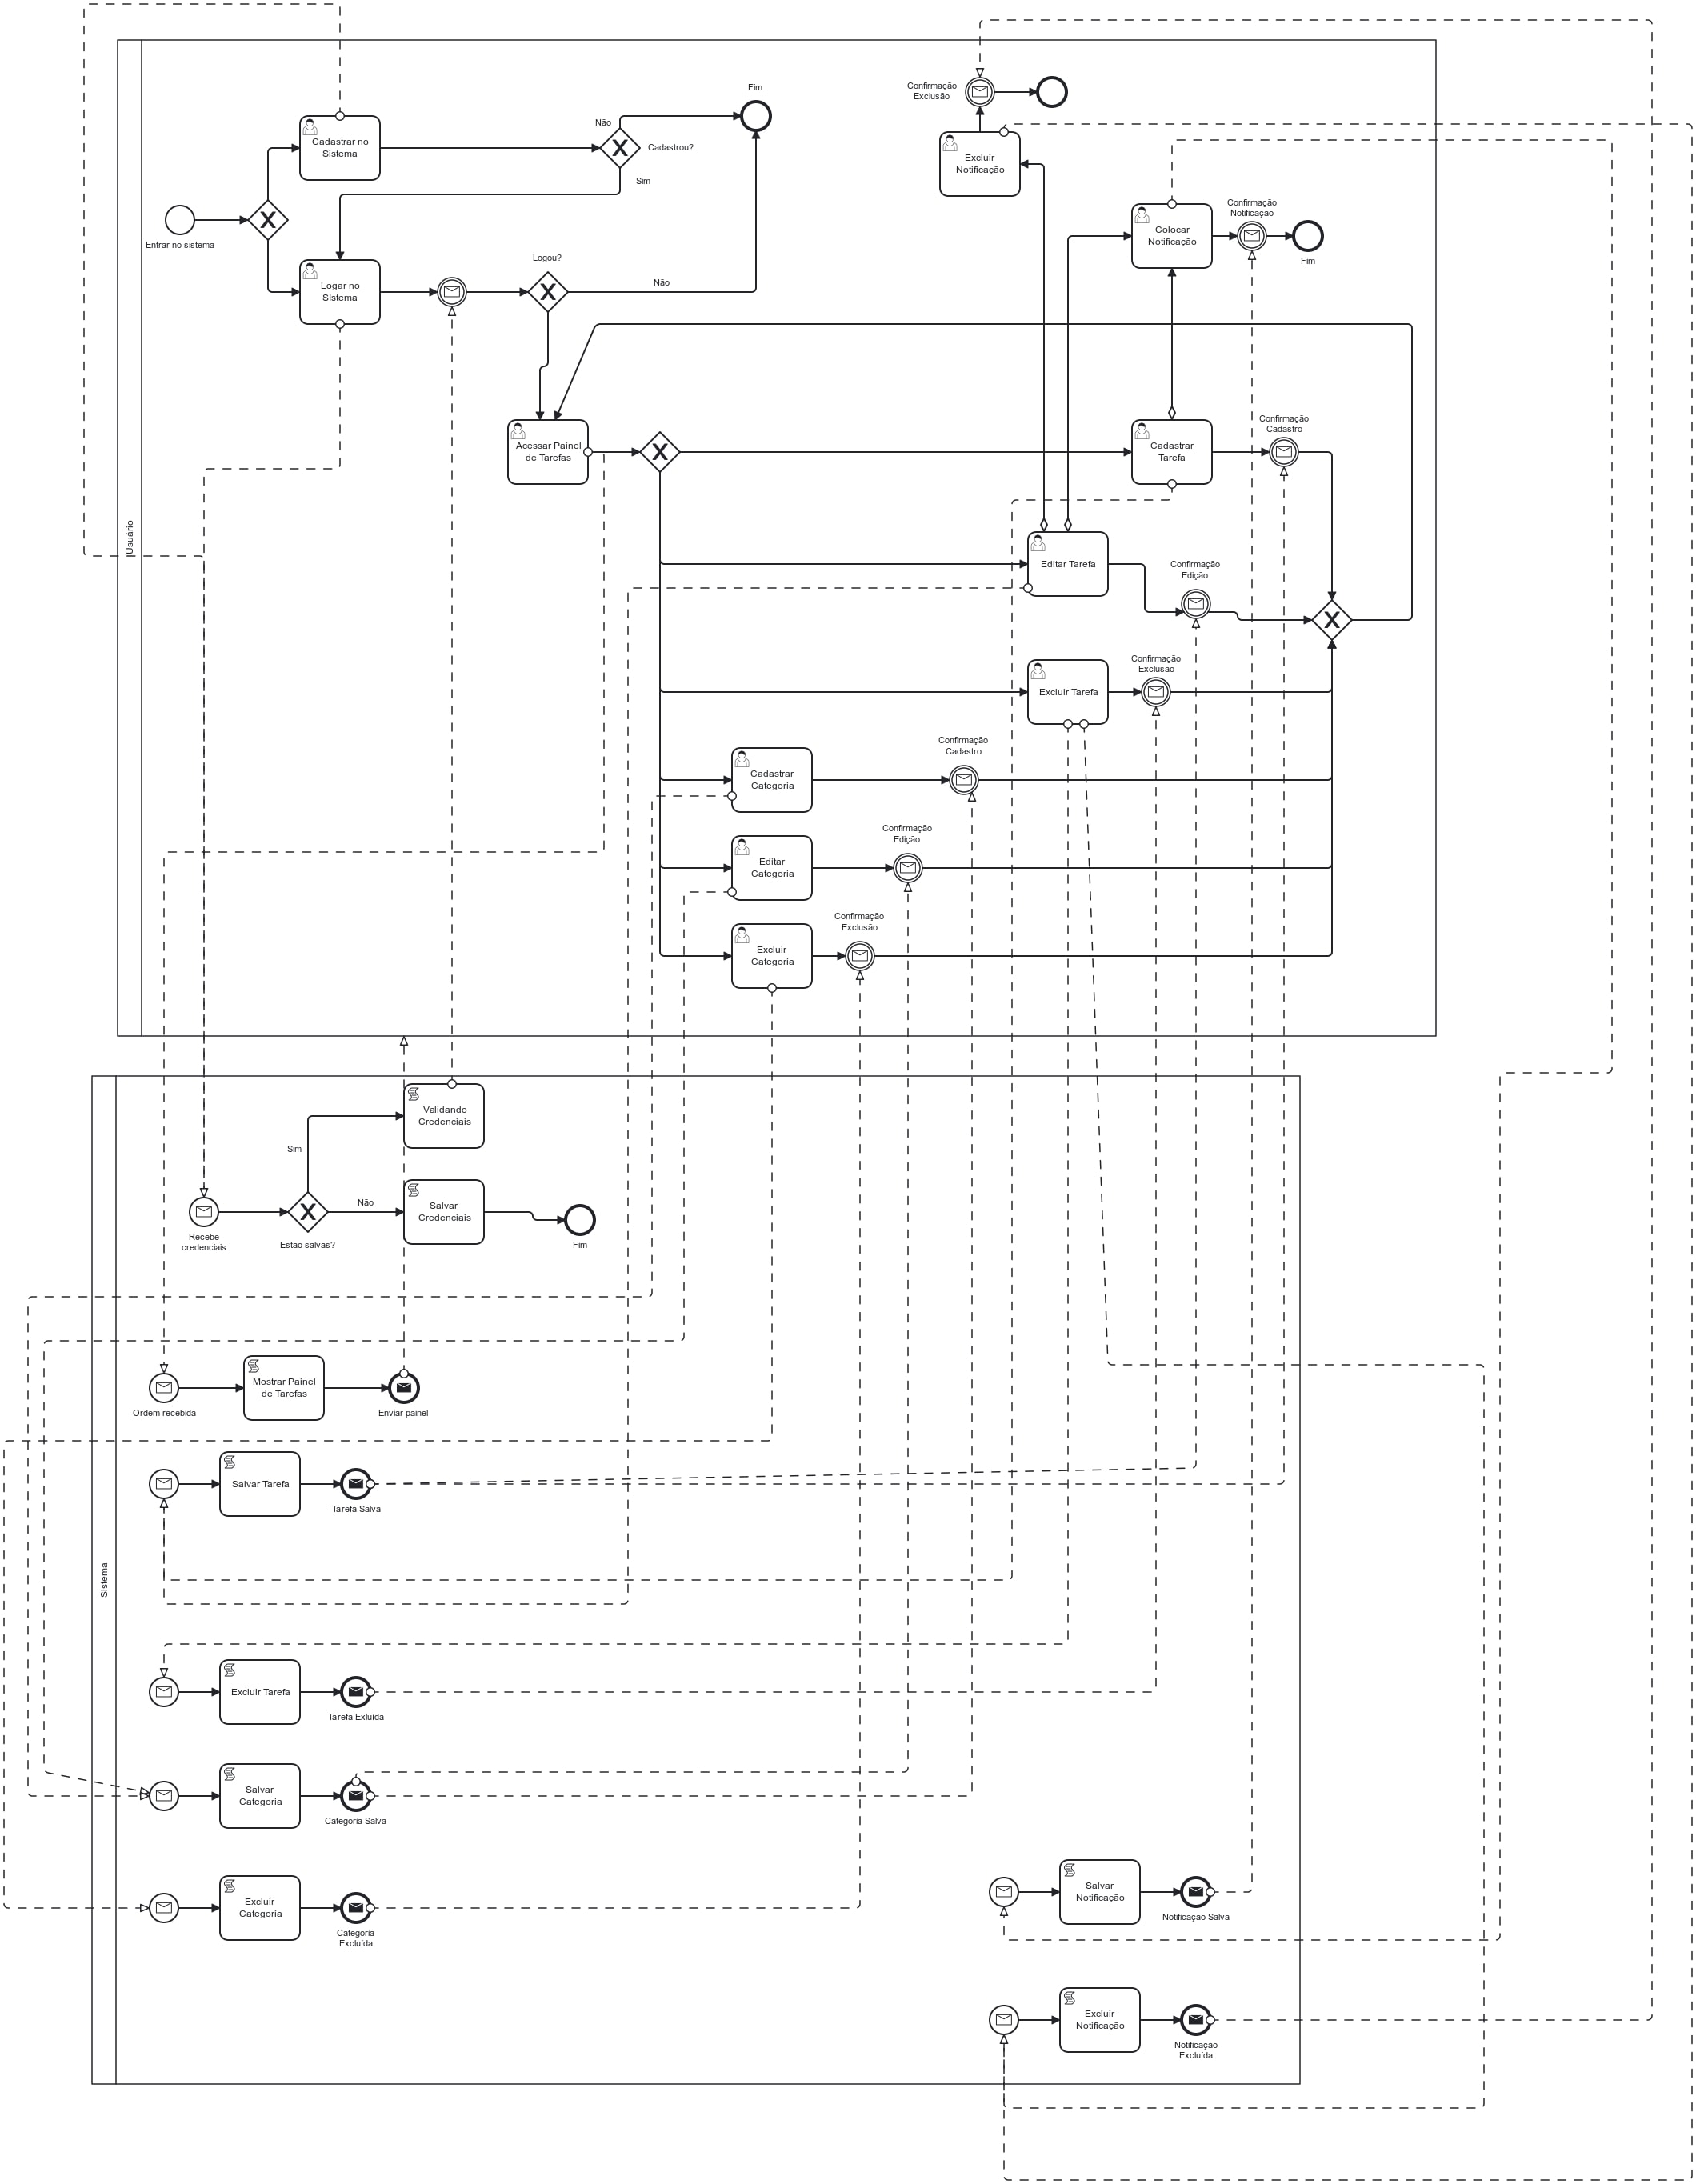 Fim
Confirmação
Exclusão
Não
Cadastrar no
Sistema
Cadastrou?
Excluir
Notificação
Sim
Confirmação
Notificação
Colocar
Notificação
Entrar no sistema
Logou?
Fim
Logar no
SIstema
Não
Confirmação
Cadastro
Acessar Painel
de Tarefas
Cadastrar
Tarefa
Usuário
Editar Tarefa
Confirmação
Edição
Confirmação
Exclusão
Excluir Tarefa
Confirmação
Cadastro
Cadastrar
Categoria
Confirmação
Edição
Editar
Categoria
Confirmação
Exclusão
Excluir
Categoria
Validando
Credenciais
Sim
Não
Salvar
Credenciais
Recebe
credenciais
Estão salvas?
Fim
Mostrar Painel
de Tarefas
Ordem recebida
Enviar painel
Salvar Tarefa
Tarefa Salva
Sistema
Excluir Tarefa
Tarefa Exluída
Salvar
Categoria
Categoria Salva
Salvar
Notificação
Notificação Salva
Excluir
Categoria
Categoria
Excluída
Excluir
Notificação
Notificação
Excluída